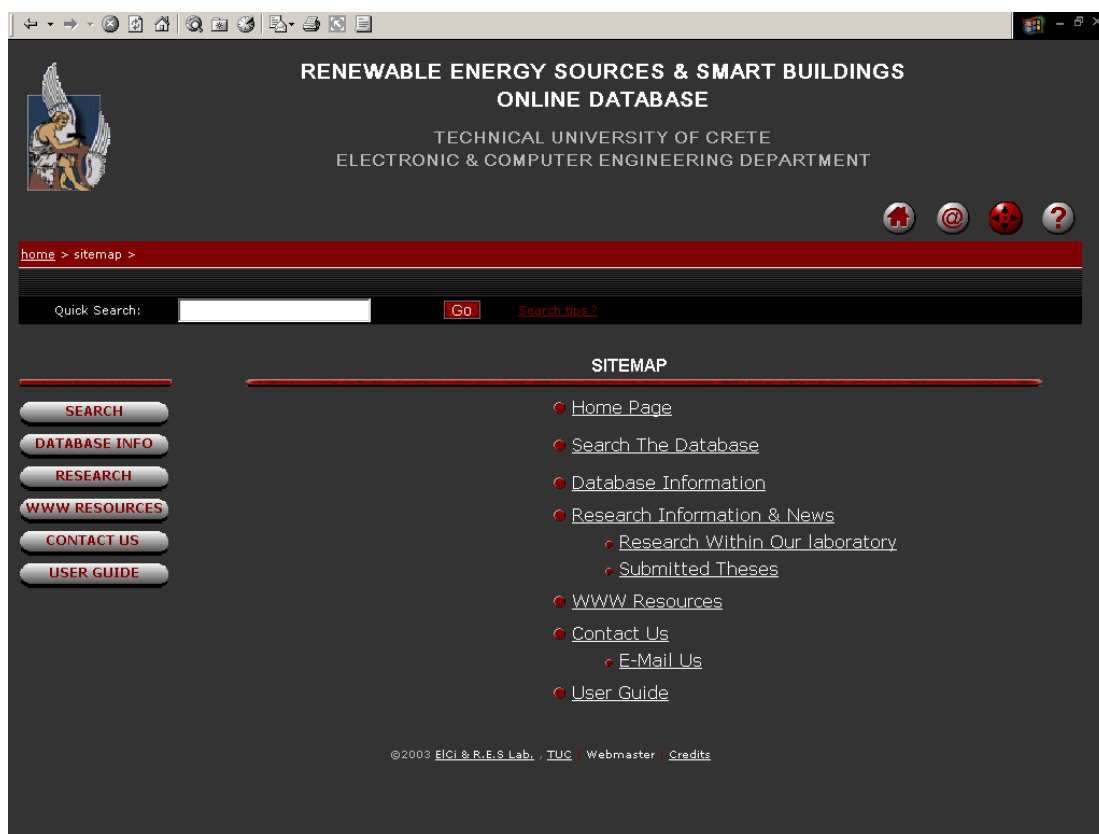 RENEWABLE ENERGY SOURCES & SMART BUILDINGS
ONLINE DATABASE
TECHNICAL UNIVERSITY OF CRETE
ELECTRONIC & COMPUTER ENGINEERING DEPARTMENT
@ ?
home > sitemap >
Quick Search: Go Search tips ?
SITEMAP
SEARCH
DATABASE INFO
RESEARCH
WWW RESOURCES
CONTACT US
USER GUIDE
Home Page
Search The Database
Database Information
Research Information & News
Research Within Our laboratory
Submitted Theses
WWW Resources
Contact Us
E-Mail Us
User Guide
©2003 ElCi & R.E.S Lab. , TUC | Webmaster | Credits